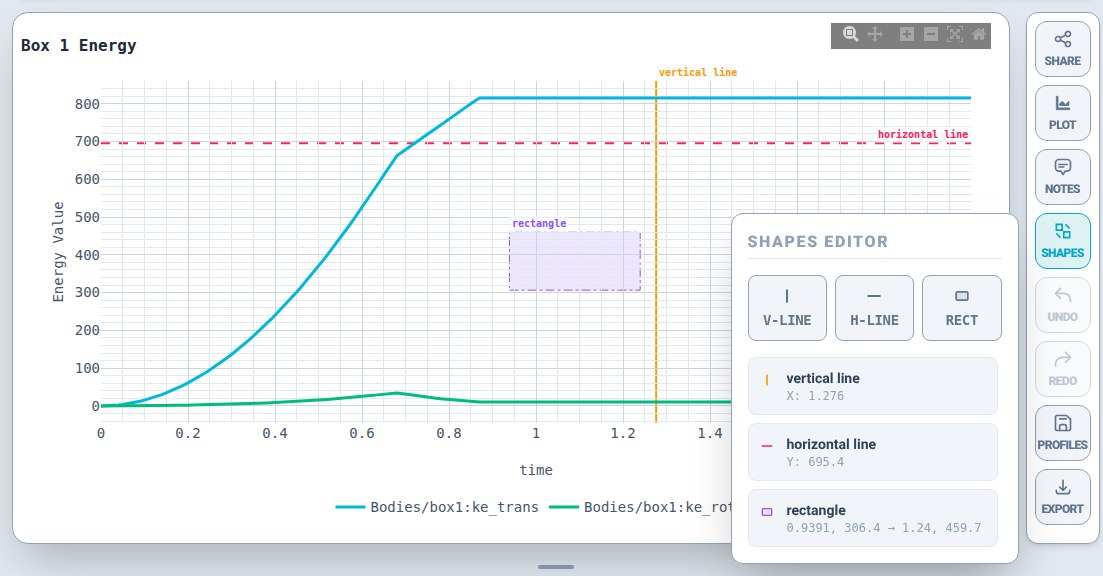 Box 1 Energy
vertical line
horizontal line
rectangle
Energy Value
800
700
600
500
400
300
200
100
0
0 0.2 0.4 0.6 0.8 1 1.2 1.4
time
Bodies/box1:ke_trans Bodies/box1:ke_rot
SHAPES EDITOR
V-LINE H-LINE RECT
vertical line
X: 1.276
horizontal line
Y: 695.4
rectangle
0.9391, 306.4 → 1.24, 459.7
SHARE
PLOT
NOTES
SHAPES
UNDO
REDO
PROFILES
EXPORT